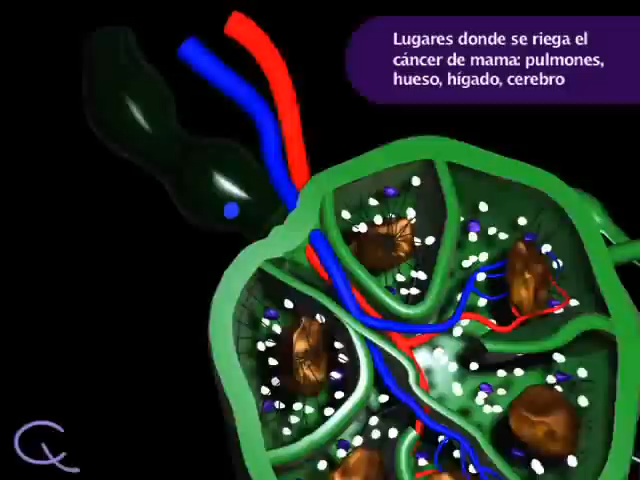 Lugares donde se riega el
cáncer de mama: pulmones,
hueso, hígado, cerebro